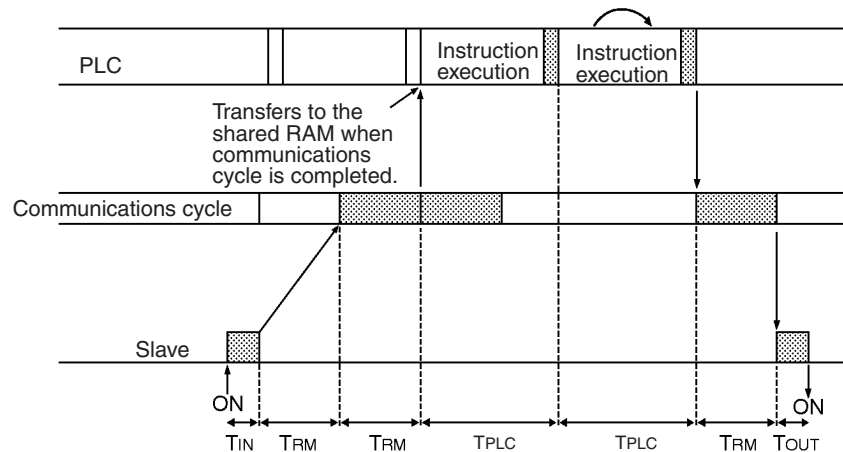 PLC
Instruction
execution
Instruction
execution
Transfers to the
shared RAM when
communications
cycle is completed.
Communications cycle
Slave
ON
ON
TIN
TRM
TRM
TPLC
TPLC
TRM
TOUT